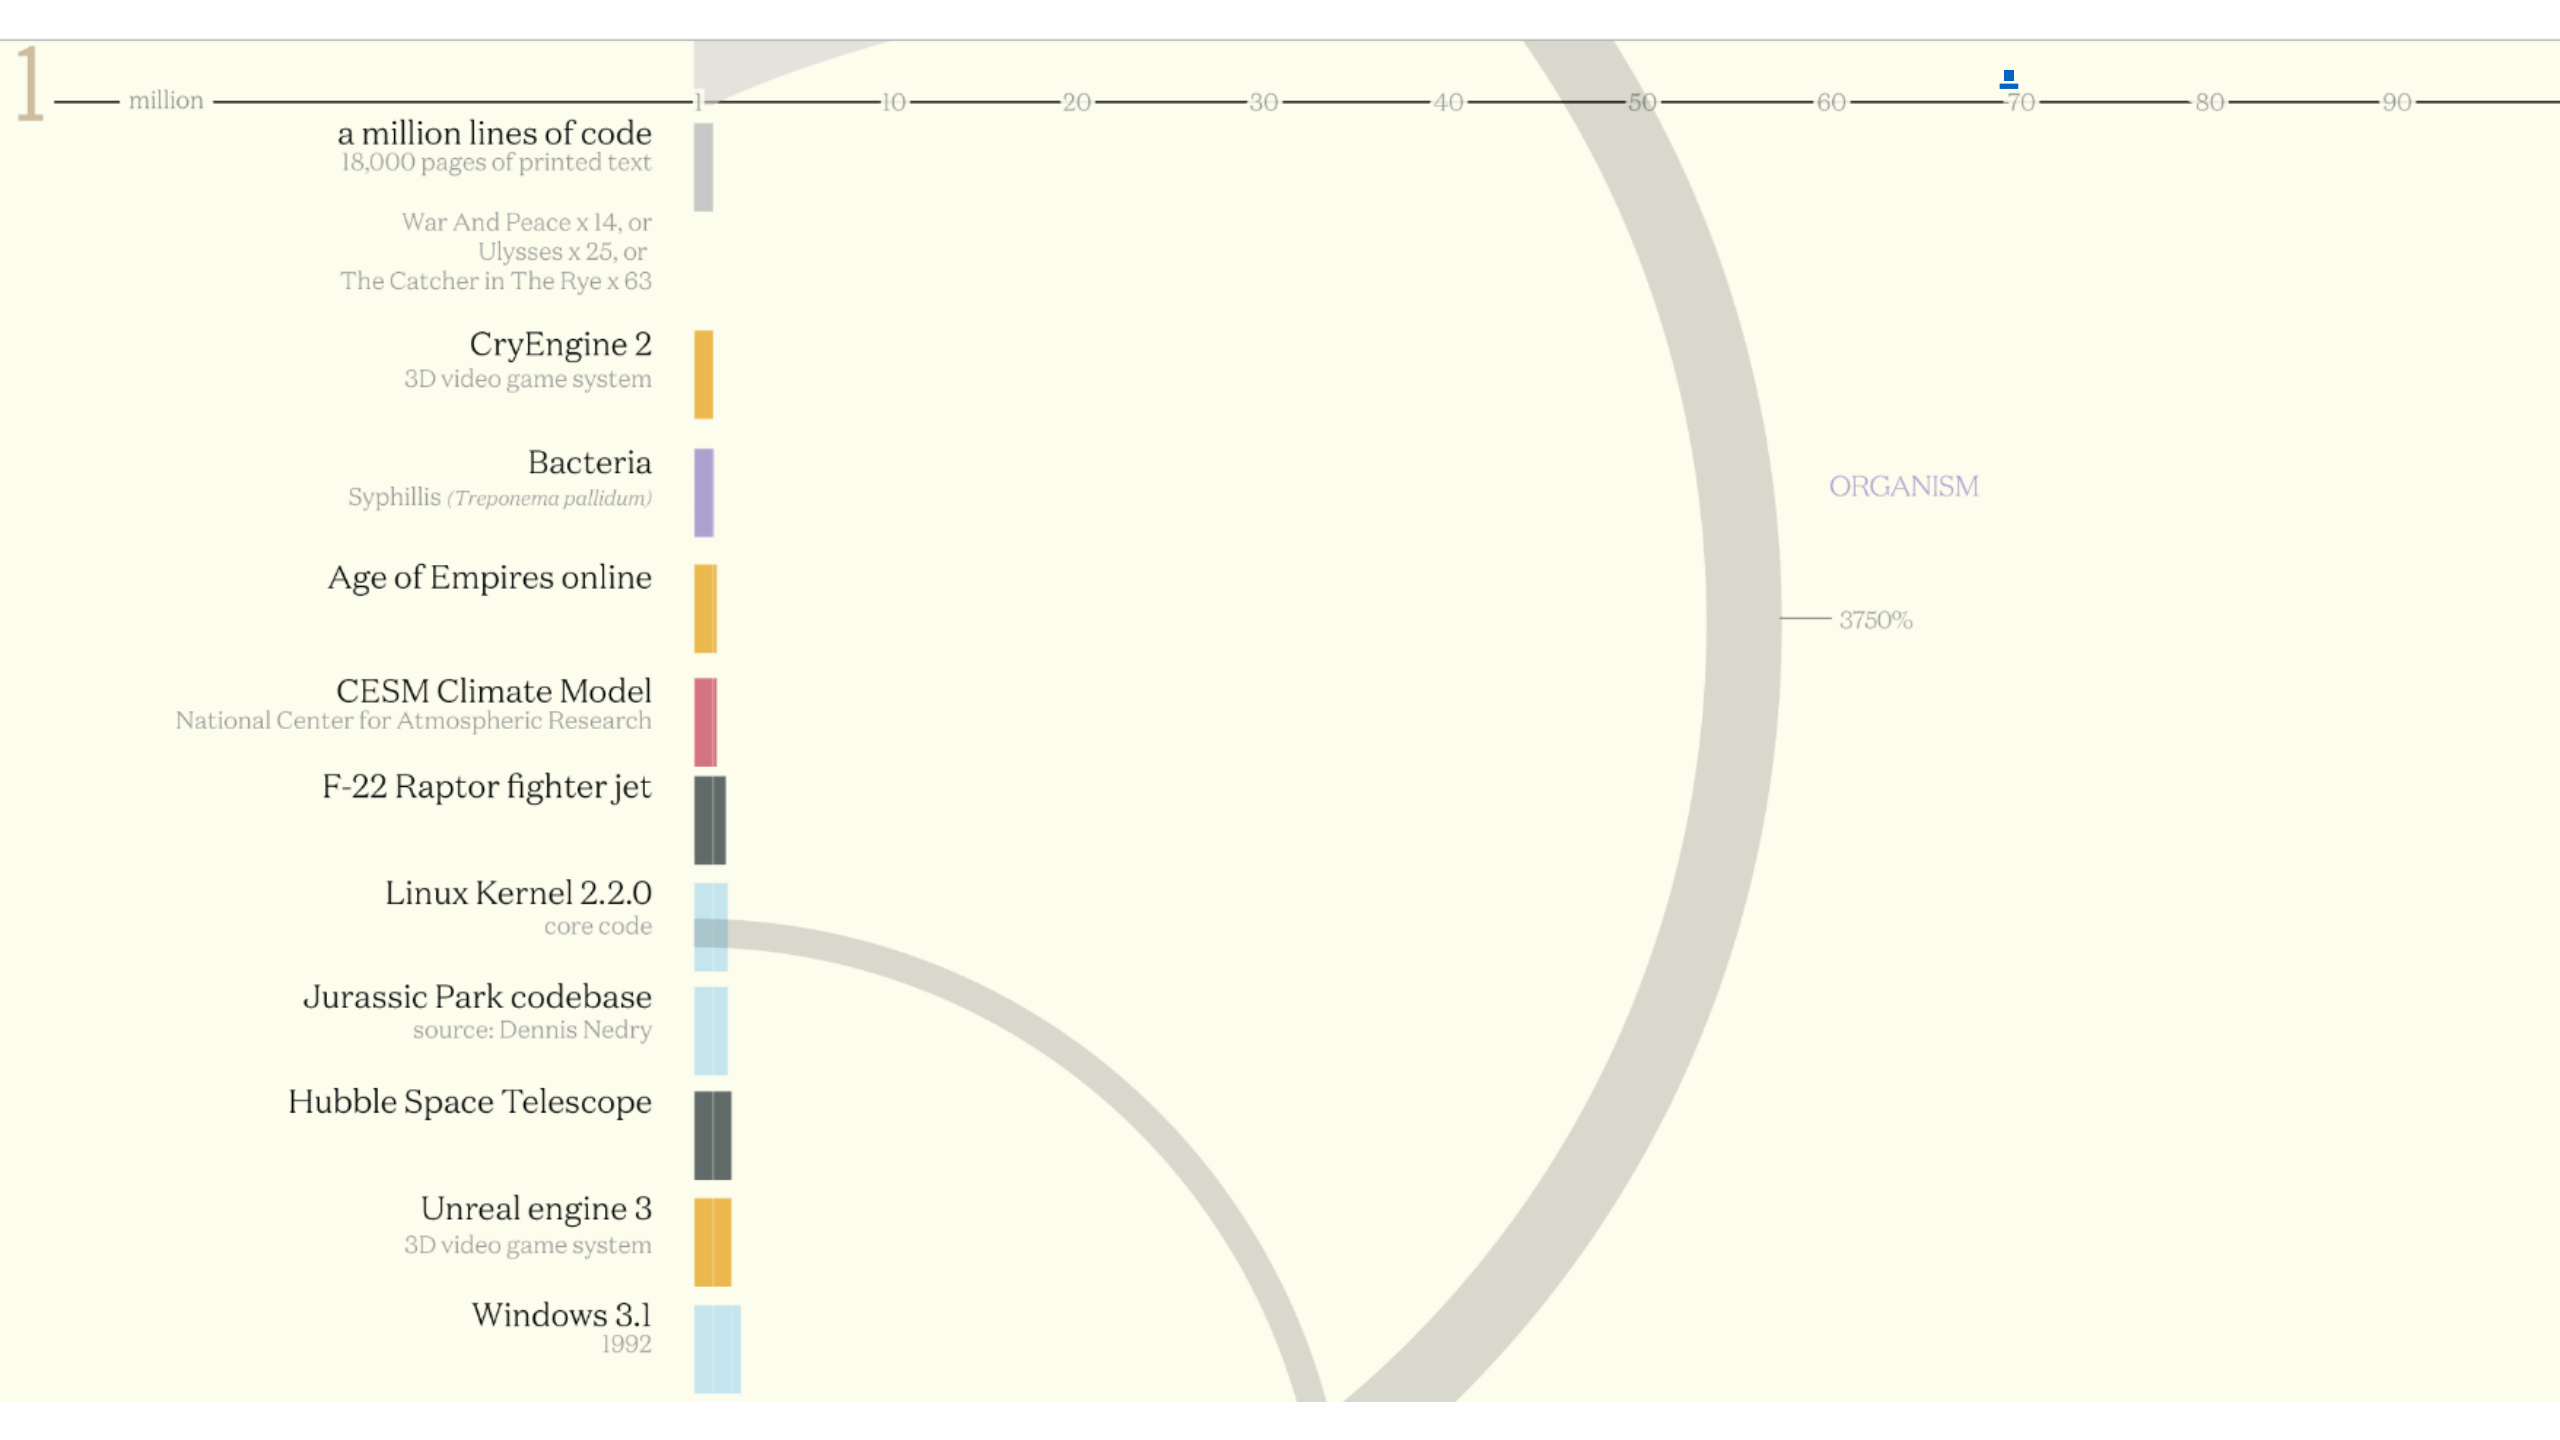 1 million 1 10 20 30 40 50 60 70 80 90
a million lines of code
18,000 pages of printed text
War And Peace x 14, or
Ulysses x 25, or
The Catcher in The Rye x 63
CryEngine 2
3D video game system
Bacteria
Syphillis (Treponema pallidum)
ORGANISM
Age of Empires online
3750%
CESM Climate Model
National Center for Atmospheric Research
F-22 Raptor fighter jet
Linux Kernel 2.2.0
core code
Jurassic Park codebase
source: Dennis Nedry
Hubble Space Telescope
Unreal engine 3
3D video game system
Windows 3.1
1992